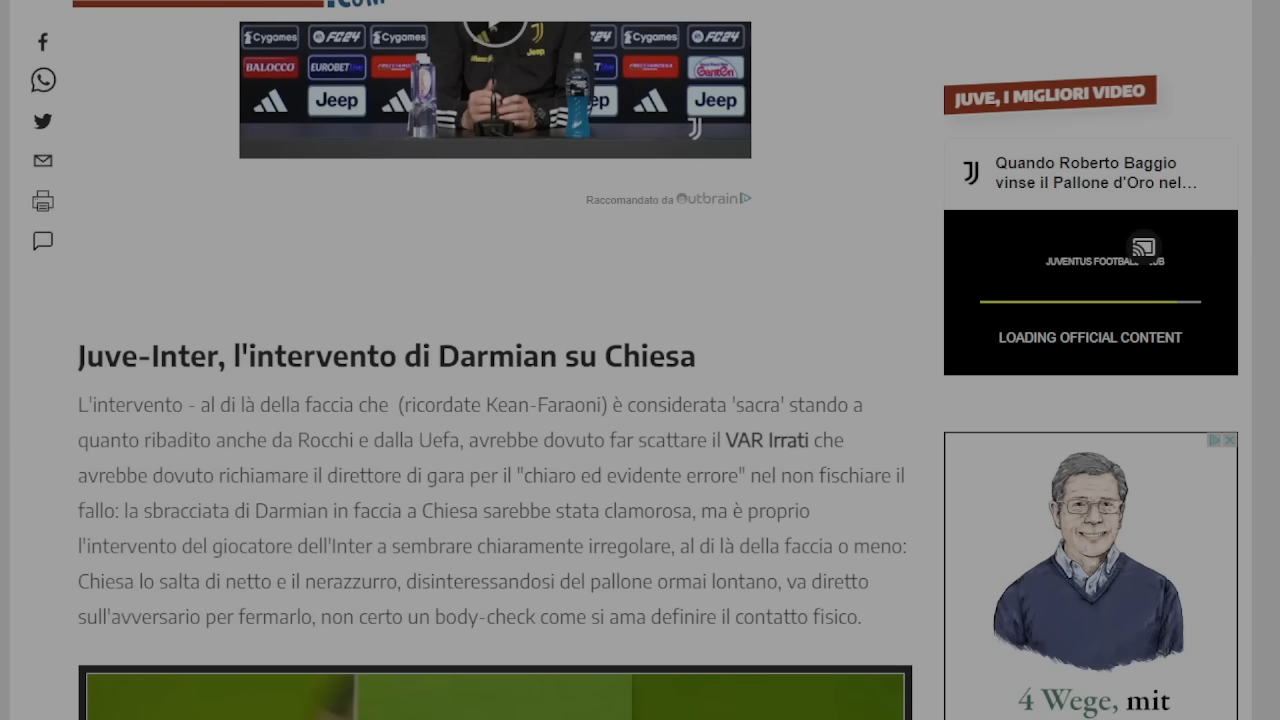 .COM
Cygames
FC24
Cygames
C24
Cygames
FC24
BALOCCO
EUROBET
Jeep
Jeep
Jeep
Raccomandato da Outbrain
JUVE, I MIGLIORI VIDEO
Quando Roberto Baggio
vinse il Pallone d'Oro nel...
JUVENTUS FOOTBAL UB
LOADING OFFICIAL CONTENT
Juve-Inter, l'intervento di Darmian su Chiesa
L'intervento - al di là della faccia che (ricordate Kean-Faraoni) è considerata 'sacra' stando a
quanto ribadito anche da Rocchi e dalla Uefa, avrebbe dovuto far scattare il VAR Irrati che
avrebbe dovuto richiamare il direttore di gara per il "chiaro ed evidente errore" nel non fischiare il
fallo: la sbracciata di Darmian in faccia a Chiesa sarebbe stata clamorosa, ma è proprio
l'intervento del giocatore dell'Inter a sembrare chiaramente irregolare, al di là della faccia o meno:
Chiesa lo salta di netto e il nerazzurro, disinteressandosi del pallone ormai lontano, va diretto
sull'avversario per fermarlo, non certo un body-check come si ama definire il contatto fisico.
4 Wege, mit